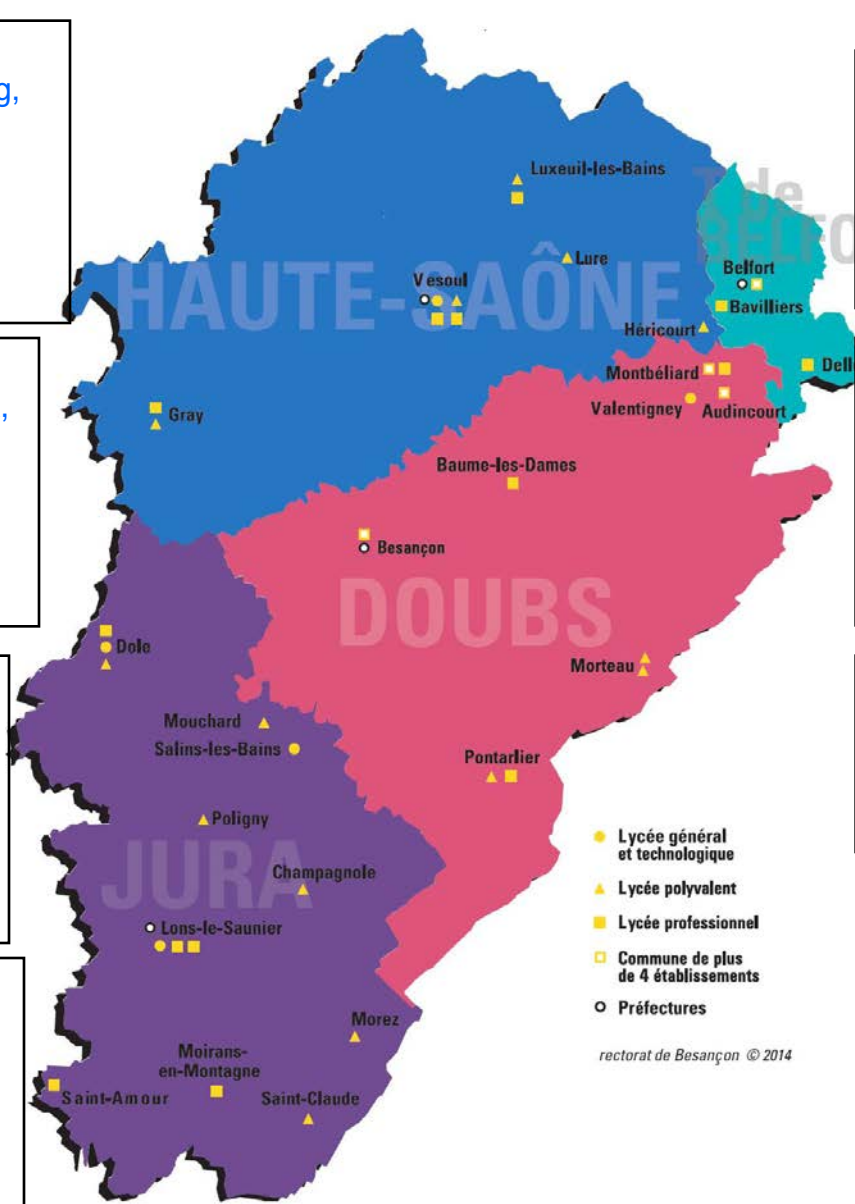 g,
,
T de
BELFO
HAUTE-SAÔNE
Luxeuil-les-Bains
Lure
Vesoul
Belfort
Bavilliers
Héricourt
Delle
Montbéliard
Valentigney
Audincourt
Gray
Baume-les-Dames
Besançon
DOUBS
Dole
Morteau
Mouchard
Salins-les-Bains
Pontarlier
Poligny
JURA
Champagnole
Lons-le-Saunier
Morez
Moirans-
en-Montagne
Saint-Amour
Saint-Claude
Lycée général
et technologique
Lycée polyvalent
Lycée professionnel
Commune de plus
de 4 établissements
Préfectures
rectorat de Besançon © 2014